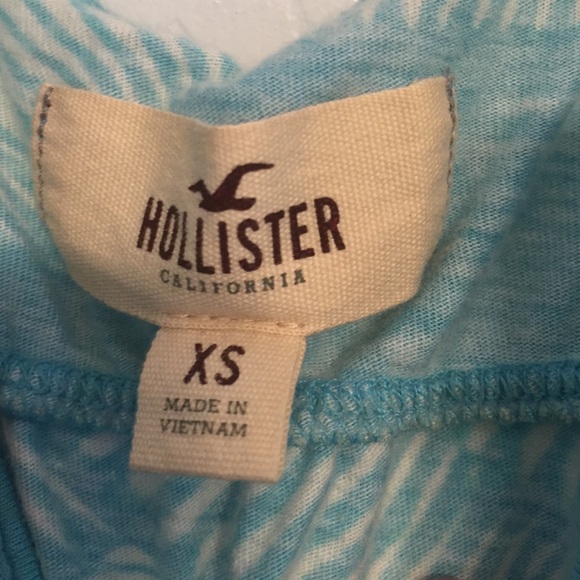 HOLLISTER
CALIFORNIA
XS
MADE IN
VIETNAM